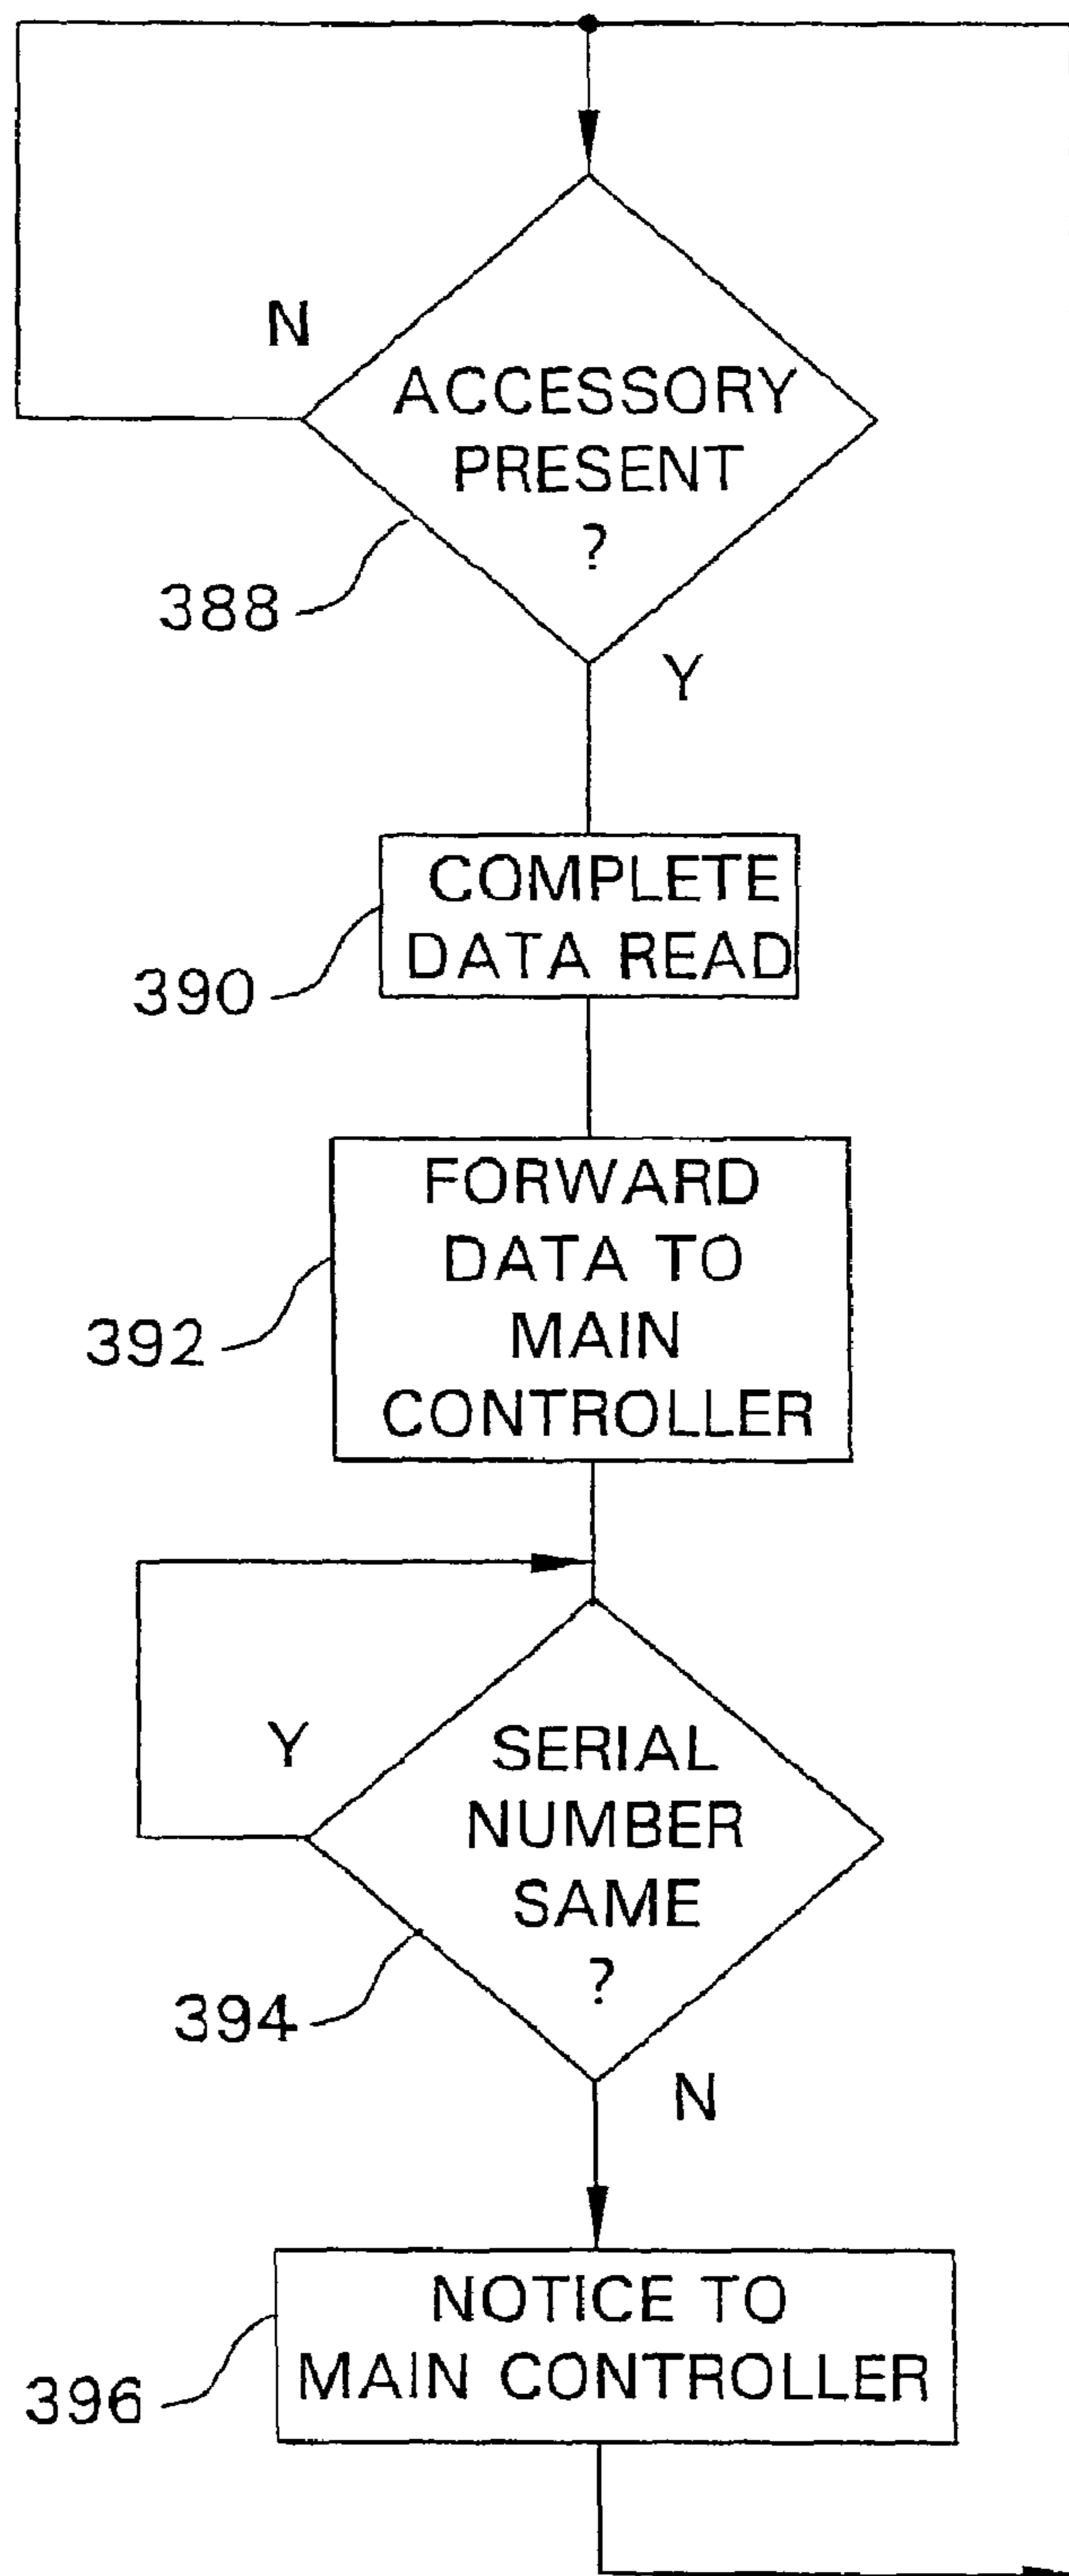 N
ACCESSORY
PRESENT
?
388
Y
COMPLETE
DATA READ
390
FORWARD
DATA TO
MAIN
CONTROLLER
392
Y
SERIAL
NUMBER
SAME
?
394
N
NOTICE TO
MAIN CONTROLLER
396